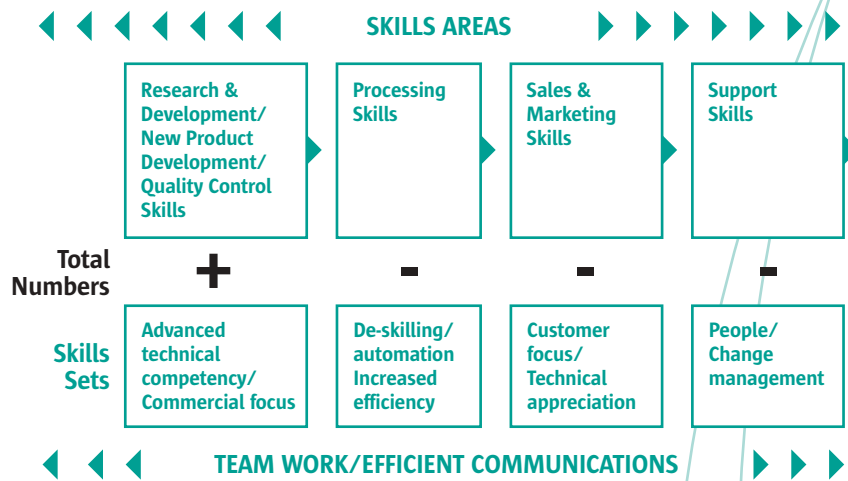 SKILLS AREAS
Research &
Development/
New Product
Development/
Quality Control
Skills
Processing
Skills
Sales &
Marketing
Skills
Support
Skills
Total
Numbers
+
-
-
-
Skills
Sets
Advanced
technical
competency/
Commercial focus
De-skilling/
automation
Increased
efficiency
Customer
focus/
Technical
appreciation
People/
Change
management
TEAM WORK/EFFICIENT COMMUNICATIONS